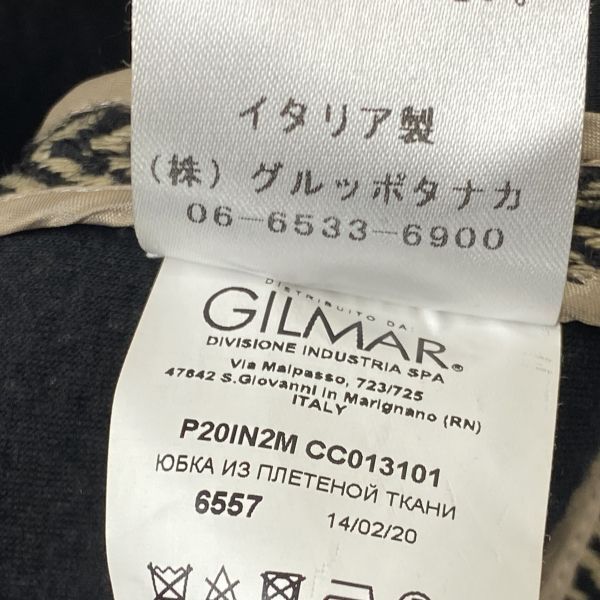 イタリア製
(株)グルッポタナカ
06-6533-6900
DISTRIBUITO DA:
GILMAR®
DIVISIONE INDUSTRIA SPA
Via Malpasso, 723/725
47842 S.Giovanni in Marignano (RN)
ITALY
P20IN2M CC013101
ЮБКА ИЗ ПЛЕТЕНОЙ ТКАНИ
6557 14/02/20